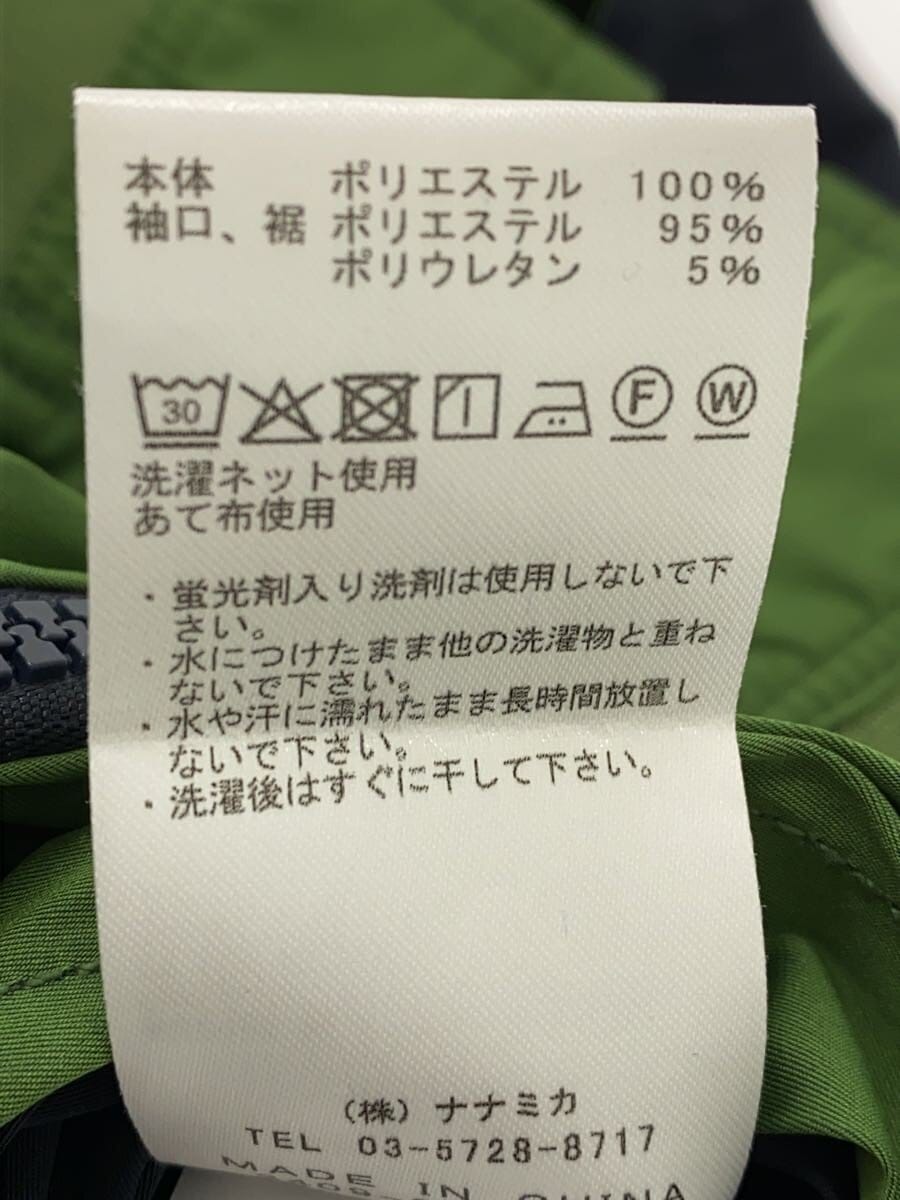 本体 ポリエステル 100%
袖口、裾 ポリエステル 95%
ポリウレタン 5%
30 F W
洗濯ネット使用
あて布使用
・蛍光剤入り洗剤は使用しないで下
さい。
・水につけたまま他の洗濯物と重ね
ないで下さい。
・水や汗に濡れたまま長時間放置し
ないで下さい。
・洗濯後はすぐに干して下さい。
(株) ナナミカ
TEL 03-5728-8717
MADE IN CHINA